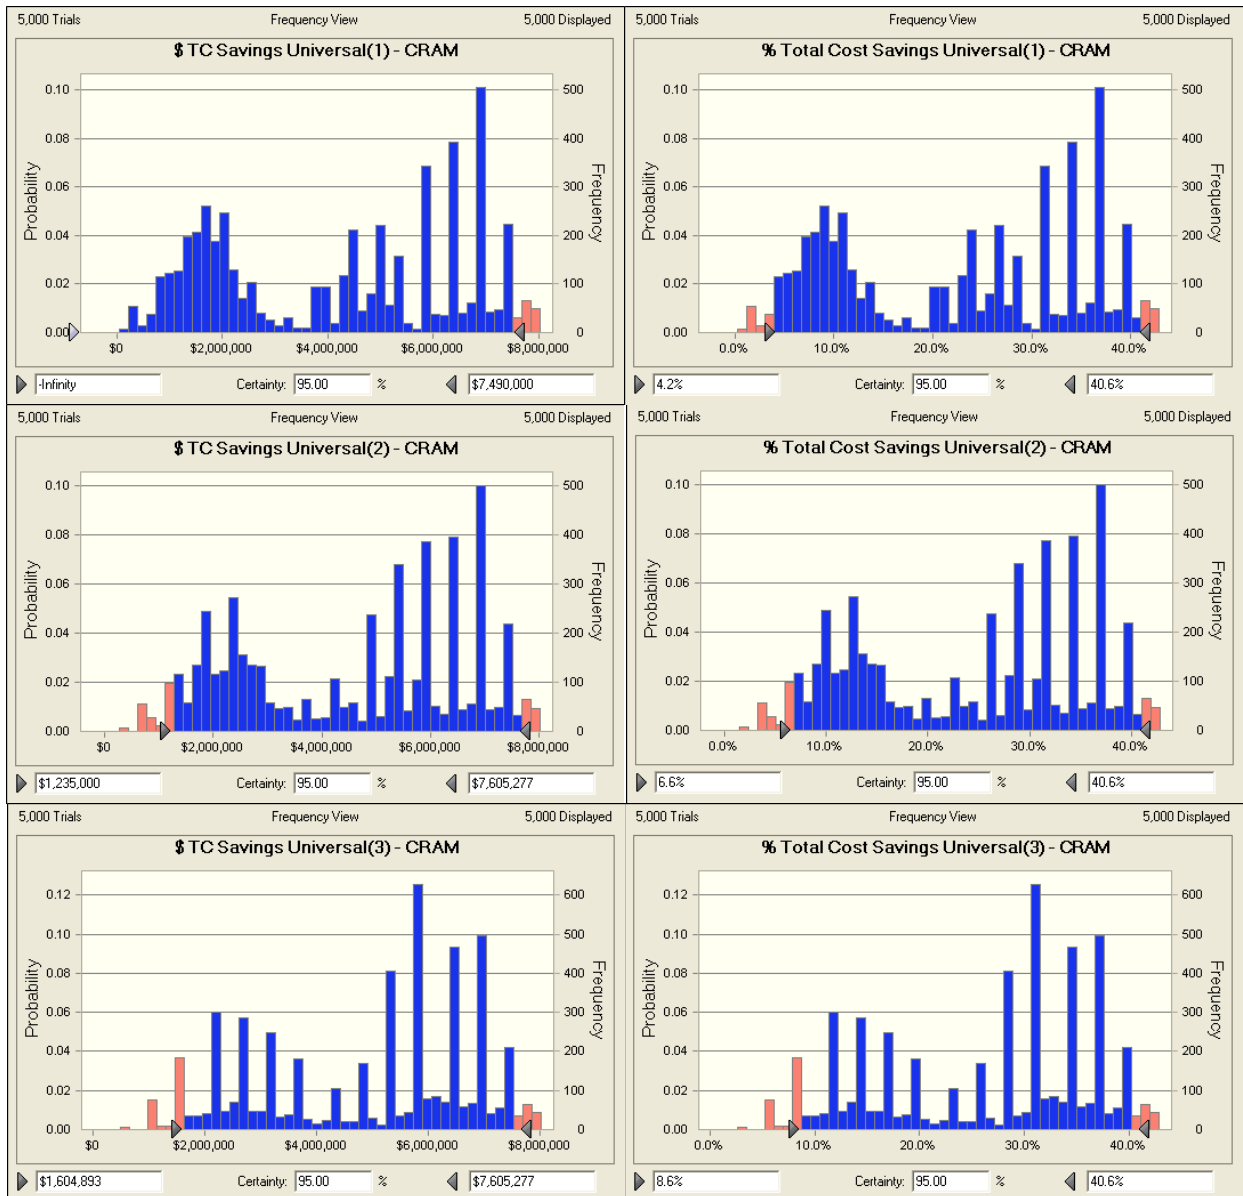 5,000 Trials Frequency View 5,000 Displayed
$ TC Savings Universal(1) - CRAM
Probability
Frequency
0.10
0.08
0.06
0.04
0.02
0.00
500
400
300
200
100
0
$0 $2,000,000 $4,000,000 $6,000,000 $8,000,000
-Infinity Certainty: 95.00 % $7,490,000
5,000 Trials Frequency View 5,000 Displayed
% Total Cost Savings Universal(1) - CRAM
Probability
Frequency
0.10
0.08
0.06
0.04
0.02
0.00
500
400
300
200
100
0
0.0% 10.0% 20.0% 30.0% 40.0%
4.2% Certainty: 95.00 % 40.6%
5,000 Trials Frequency View 5,000 Displayed
$ TC Savings Universal(2) - CRAM
Probability
Frequency
0.10
0.08
0.06
0.04
0.02
0.00
500
400
300
200
100
0
$0 $2,000,000 $4,000,000 $6,000,000 $8,000,000
$1,235,000 Certainty: 95.00 % $7,605,277
5,000 Trials Frequency View 5,000 Displayed
% Total Cost Savings Universal(2) - CRAM
Probability
Frequency
0.10
0.08
0.06
0.04
0.02
0.00
500
400
300
200
100
0
0.0% 10.0% 20.0% 30.0% 40.0%
6.6% Certainty: 95.00 % 40.6%
5,000 Trials Frequency View 5,000 Displayed
$ TC Savings Universal(3) - CRAM
Probability
Frequency
0.12
0.10
0.08
0.06
0.04
0.02
0.00
600
500
400
300
200
100
0
$0 $2,000,000 $4,000,000 $6,000,000 $8,000,000
$1,604,893 Certainty: 95.00 % $7,605,277
5,000 Trials Frequency View 5,000 Displayed
% Total Cost Savings Universal(3) - CRAM
Probability
Frequency
0.12
0.10
0.08
0.06
0.04
0.02
0.00
600
500
400
300
200
100
0
0.0% 10.0% 20.0% 30.0% 40.0%
8.6% Certainty: 95.00 % 40.6%